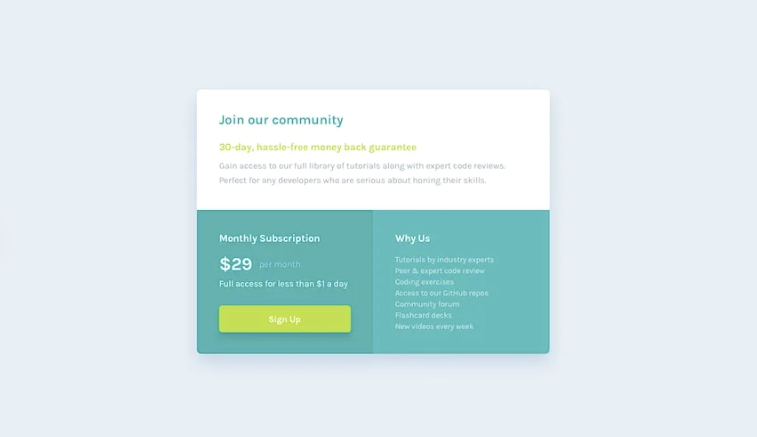 Join our community
30-day, hassle-free money back guarantee
Gain access to our full library of tutorials along with expert code reviews.
Perfect for any developers who are serious about honing their skills.
Monthly Subscription
$29 per month
Full access for less than $1 a day
Sign Up
Why Us
Tutorials by industry experts
Peer & expert code review
Coding exercises
Access to our GitHub repos
Community forum
Flashcard decks
New videos every week